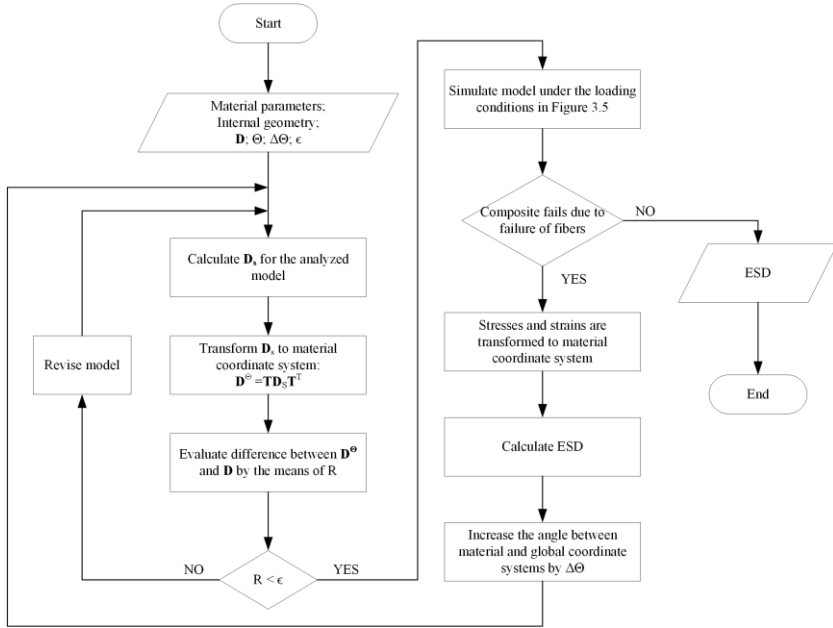 Start
Material parameters;
Internal geometry;
D; Θ; ΔΘ; ϵ
Calculate Dₛ for the analyzed
model
Transform Dₛ to material
coordinate system:
D^Θ =TD_ST^T
Revise model
Evaluate difference between D^Θ
and D by the means of R
R < ϵ
NO
YES
Simulate model under the loading
conditions in Figure 3.5
Composite fails due to
failure of fibers
NO
YES
ESD
End
Stresses and strains are
transformed to material
coordinate system
Calculate ESD
Increase the angle between
material and global coordinate
systems by ΔΘ